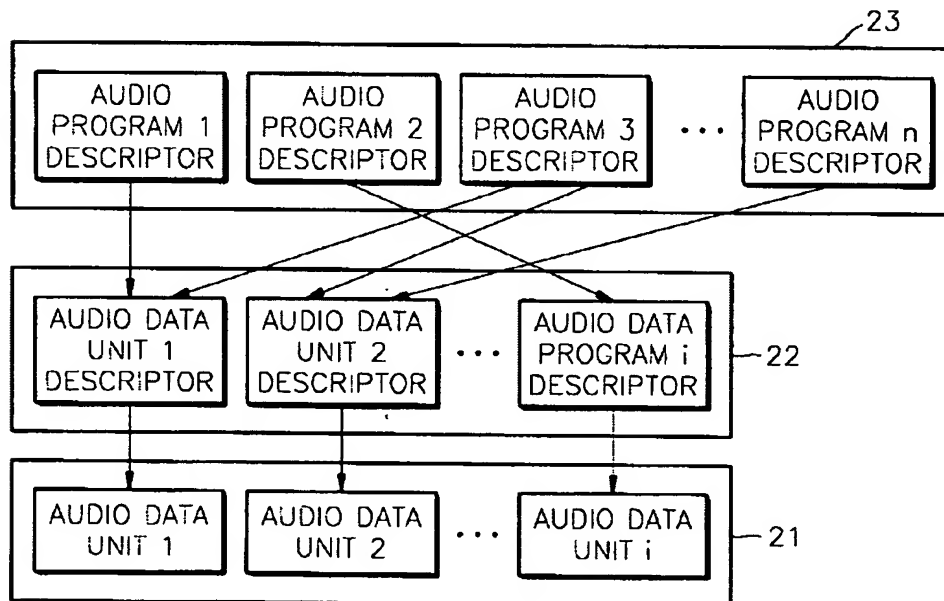 23
AUDIO
PROGRAM 1
DESCRIPTOR
AUDIO
PROGRAM 2
DESCRIPTOR
AUDIO
PROGRAM 3
DESCRIPTOR
...
AUDIO
PROGRAM n
DESCRIPTOR
AUDIO DATA
UNIT 1
DESCRIPTOR
AUDIO DATA
UNIT 2
DESCRIPTOR
...
AUDIO DATA
PROGRAM i
DESCRIPTOR
22
AUDIO DATA
UNIT 1
AUDIO DATA
UNIT 2
...
AUDIO DATA
UNIT i
21